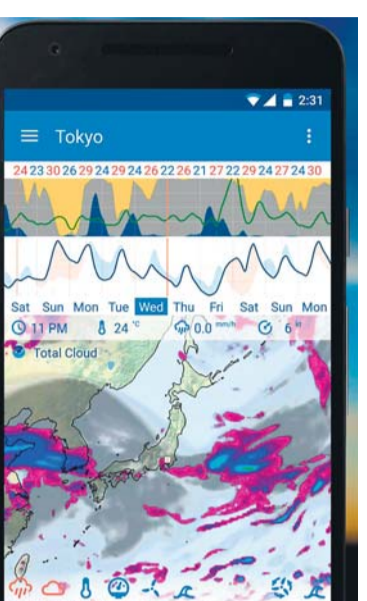 2:31
Tokyo
24 23 30 26 29 24 29 24 26 22 26 21 27 22 29 24 27 24 30
Sat Sun Mon Tue Wed Thu Fri Sat Sun Mon
11 PM 24 °C 0.0 mm/h 6 kt
Total Cloud